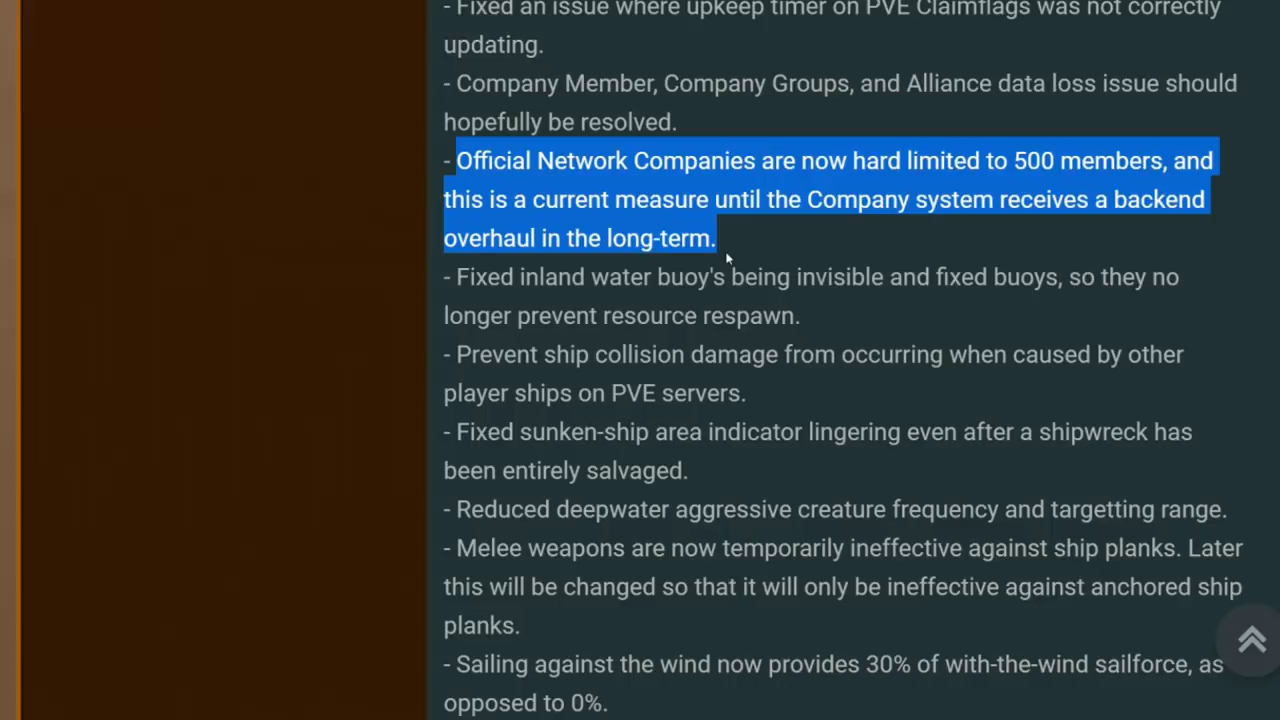 - Fixed an issue where upkeep timer on PVE Claimflags was not correctly
updating.
- Company Member, Company Groups, and Alliance data loss issue should
hopefully be resolved.
- Official Network Companies are now hard limited to 500 members, and
this is a current measure until the Company system receives a backend
overhaul in the long-term.
- Fixed inland water buoy's being invisible and fixed buoys, so they no
longer prevent resource respawn.
- Prevent ship collision damage from occurring when caused by other
player ships on PVE servers.
- Fixed sunken-ship area indicator lingering even after a shipwreck has
been entirely salvaged.
- Reduced deepwater aggressive creature frequency and targetting range.
- Melee weapons are now temporarily ineffective against ship planks. Later
this will be changed so that it will only be ineffective against anchored ship
planks.
- Sailing against the wind now provides 30% of with-the-wind sailforce, as
opposed to 0%.